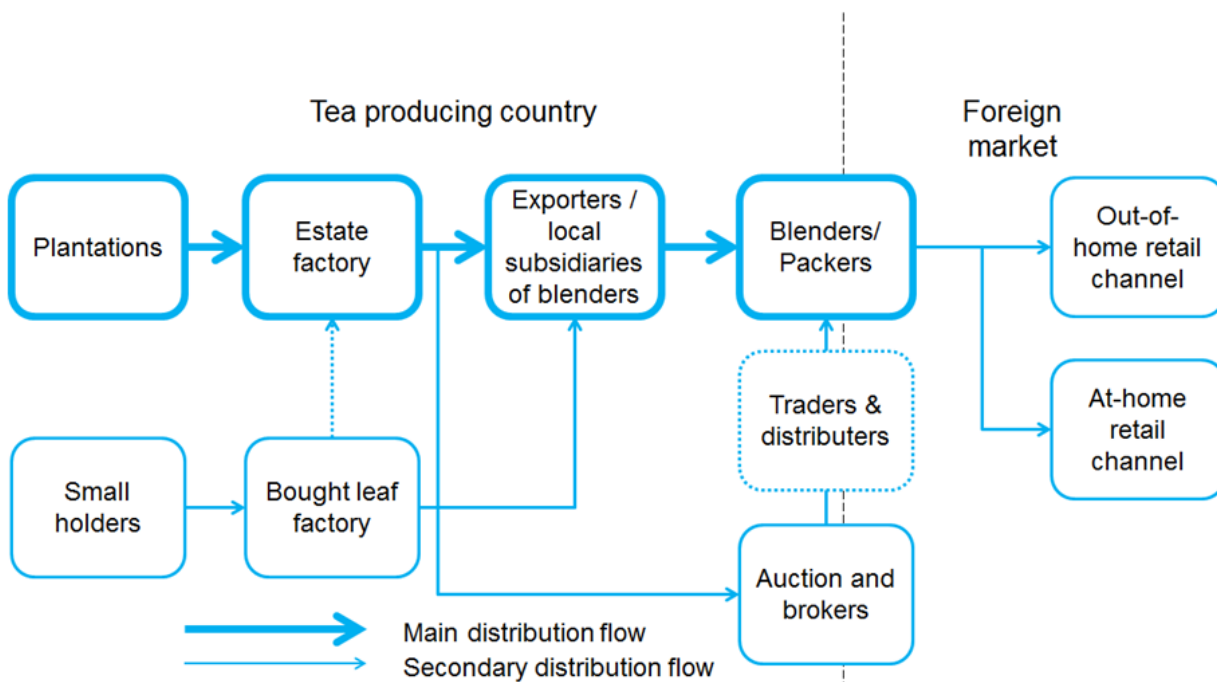 Tea producing country
Foreign
market
Plantations
Estate
factory
Exporters /
local
subsidiaries
of blenders
Blenders/
Packers
Out-of-
home retail
channel
Traders &
distributers
At-home
retail
channel
Small
holders
Bought leaf
factory
Auction and
brokers
Main distribution flow
Secondary distribution flow